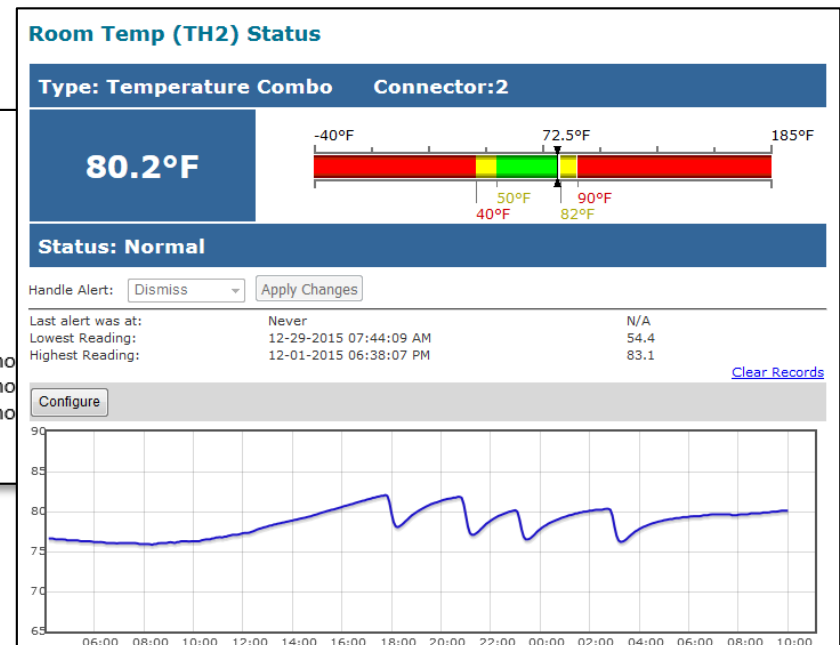 Room Temp (TH2) Status
Type: Temperature Combo Connector:2
80.2°F
-40°F 72.5°F 185°F
50°F 90°F
40°F 82°F
Status: Normal
Handle Alert: Dismiss Apply Changes
Last alert was at: Never N/A
Lowest Reading: 12-29-2015 07:44:09 AM 54.4
Highest Reading: 12-01-2015 06:38:07 PM 83.1
Clear Records
Configure
90
85
80
75
70
65
06:00 08:00 10:00 12:00 14:00 16:00 18:00 20:00 22:00 00:00 02:00 04:00 06:00 08:00 10:00